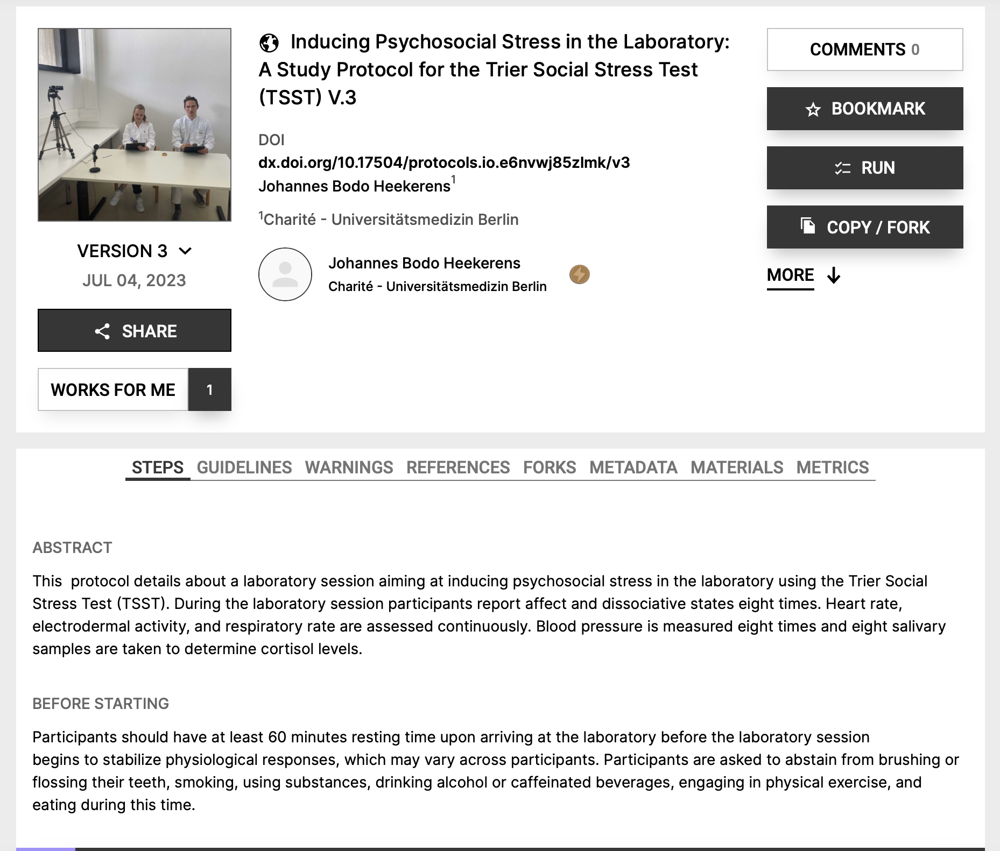 Inducing Psychosocial Stress in the Laboratory:
A Study Protocol for the Trier Social Stress Test
(TSST) V.3
DOI
dx.doi.org/10.17504/protocols.io.e6nvwj85zlmk/v3
Johannes Bodo Heekerens¹
¹Charité - Universitätsmedizin Berlin
Johannes Bodo Heekerens
Charité - Universitätsmedizin Berlin
VERSION 3
JUL 04, 2023
SHARE
WORKS FOR ME 1
COMMENTS 0
BOOKMARK
RUN
COPY / FORK
MORE
STEPS GUIDELINES WARNINGS REFERENCES FORKS METADATA MATERIALS METRICS
ABSTRACT
This  protocol details about a laboratory session aiming at inducing psychosocial stress in the laboratory using the Trier Social
Stress Test (TSST). During the laboratory session participants report affect and dissociative states eight times. Heart rate,
electrodermal activity, and respiratory rate are assessed continuously. Blood pressure is measured eight times and eight salivary
samples are taken to determine cortisol levels.
BEFORE STARTING
Participants should have at least 60 minutes resting time upon arriving at the laboratory before the laboratory session
begins to stabilize physiological responses, which may vary across participants. Participants are asked to abstain from brushing or
flossing their teeth, smoking, using substances, drinking alcohol or caffeinated beverages, engaging in physical exercise, and
eating during this time.